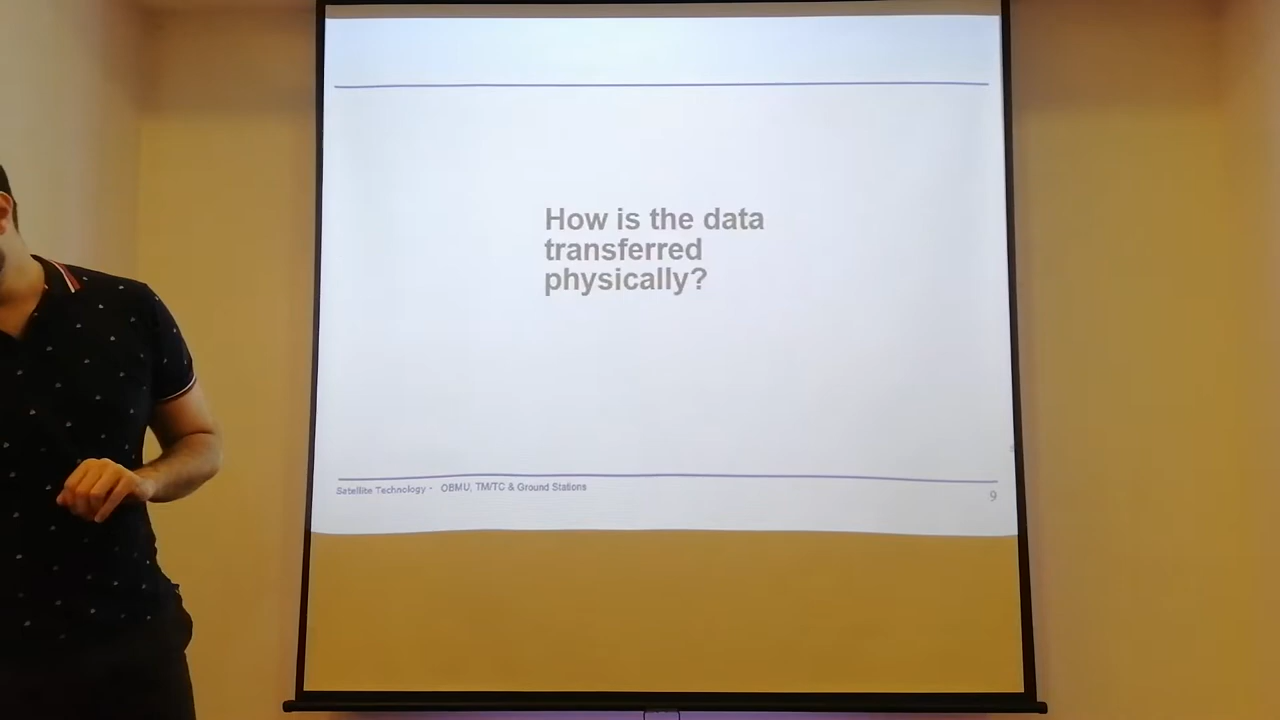 How is the data
transferred
physically?
Satellite Technology - OBMU, TM/TC & Ground Stations
9